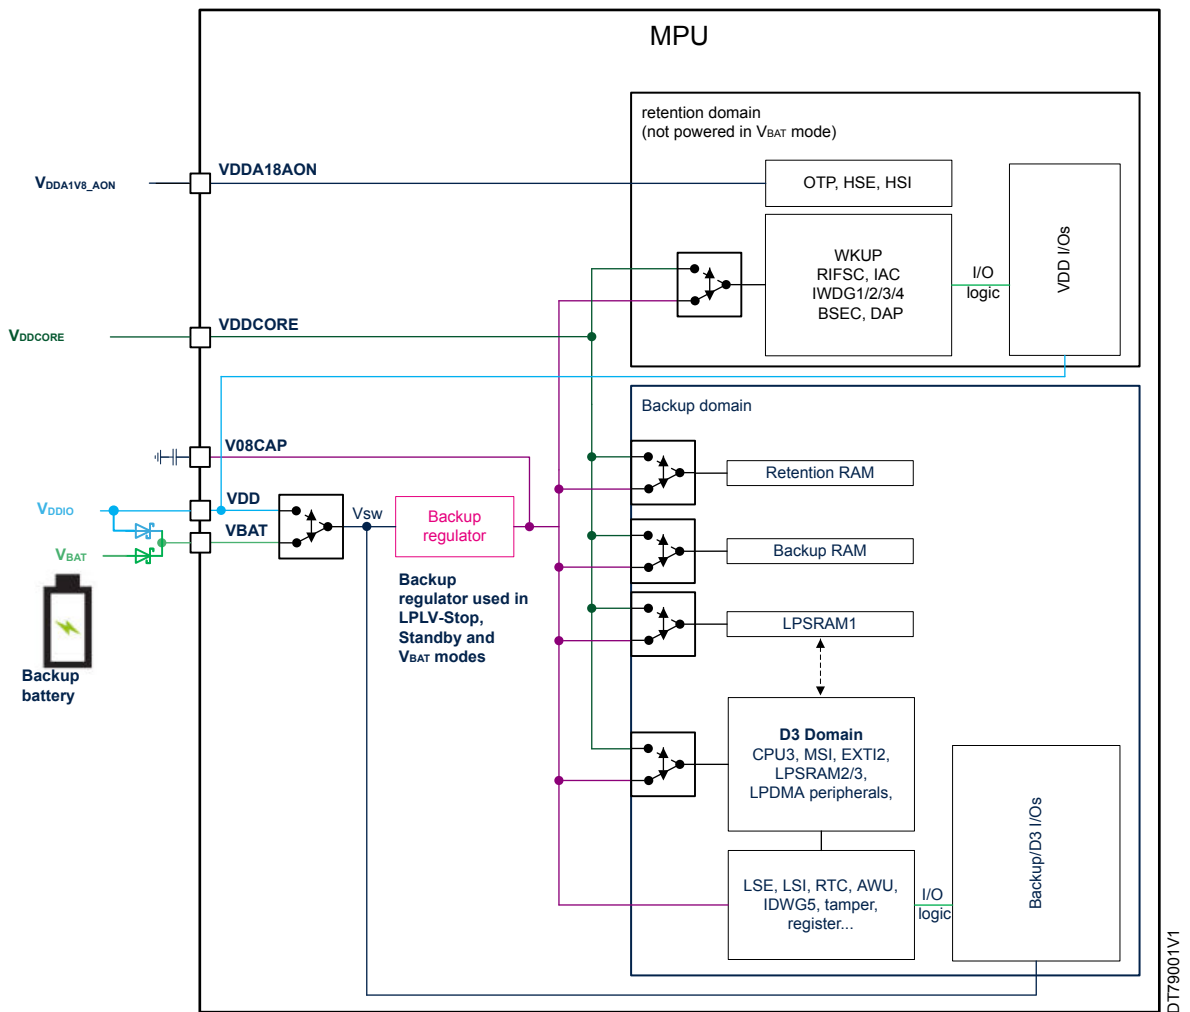 MPU
retention domain
(not powered in VBAT mode)
VDDA1V8_AON
VDDA18AON
OTP, HSE, HSI
WKUP
RIFSC, IAC
IWDG1/2/3/4
BSEC, DAP
I/O
logic
VDD I/Os
VDDCORE
VDDCORE
Backup domain
V08CAP
Retention RAM
VDDIO
VDD
VBAT
VBAT
Vsw
Backup
regulator
Backup RAM
Backup
regulator used in
LPLV-Stop,
Standby and
VBAT modes
LPSRAM1
Backup
battery
D3 Domain
CPU3, MSI, EXTI2,
LPSRAM2/3,
LPDMA peripherals,
LSE, LSI, RTC, AWU,
IDWG5, tamper,
register...
I/O
logic
Backup/D3 I/Os
DT79001V1